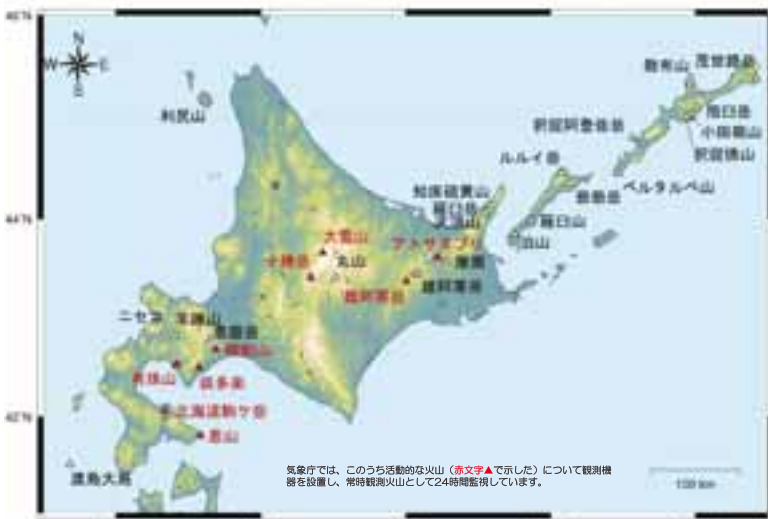 46°N
N
W
E
S
散布山
茂世路岳
利尻山
指臼岳
小田萌山
択捉焼山
択捉阿登佐岳
ルルイ岳
ベルタルベ山
爺爺岳
知床硫黄山
羅臼岳
天頂山
羅臼山
泊山
44°N
大雪山
アトサヌプリ
十勝岳
丸山
摩周
雄阿寒岳
雌阿寒岳
ニセコ
羊蹄山
恵庭岳
樽前山
有珠山
倶多楽
北海道駒ケ岳
42°N
恵山
渡島大島
気象庁では、このうち活動的な火山（赤文字▲で示した）について観測機
器を設置し、常時観測火山として24時間監視しています。
100 km